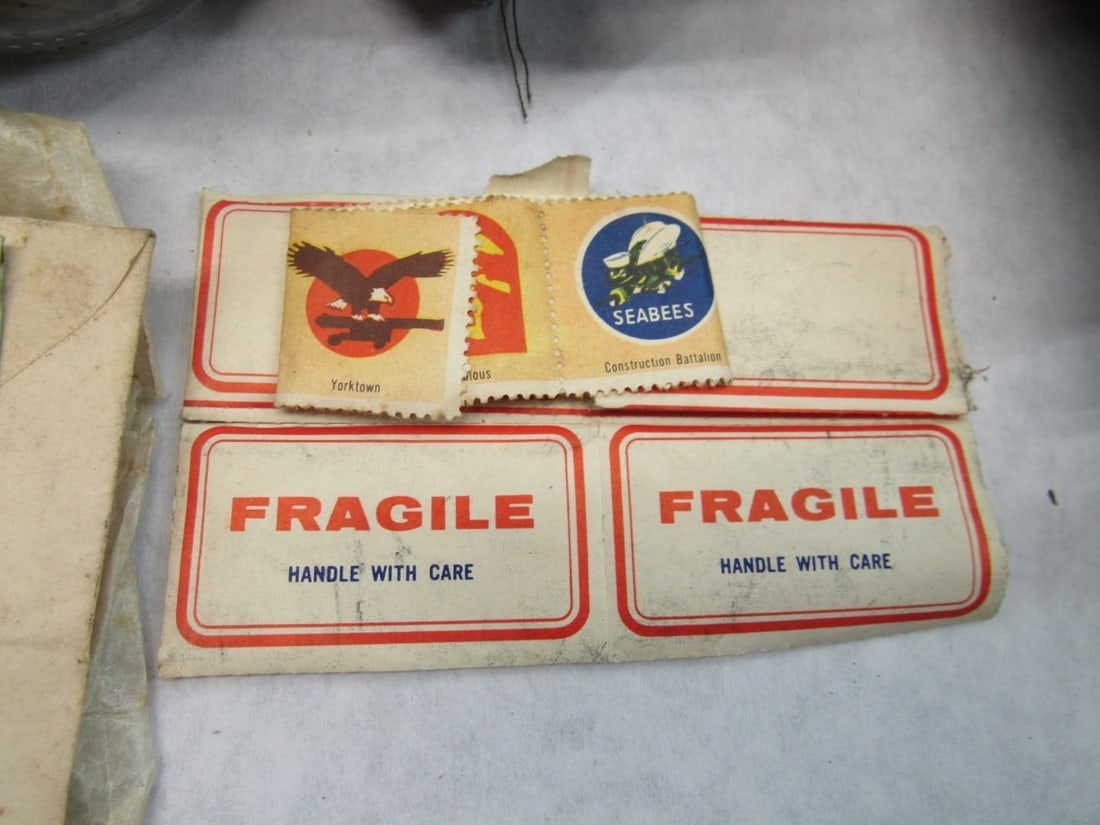 SEABEES
Construction Battalion
Yorktown
FRAGILE
HANDLE WITH CARE
FRAGILE
HANDLE WITH CARE